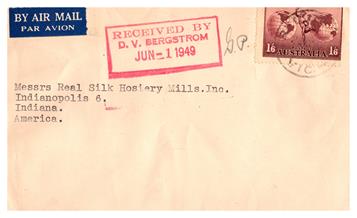 BY AIR MAIL
PAR AVION
RECEIVED BY
D. V. BERGSTROM
JUN -1 1949
G.P.
1/6 1/6
AUSTRALIA
Messrs Real Silk Hosiery Mills.Inc.
Indianopolis 6.
Indiana.
America.